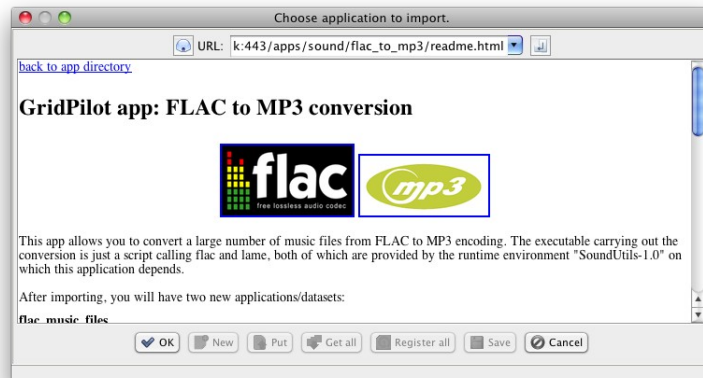 Choose application to import.
URL: k:443/apps/sound/flac_to_mp3/readme.html
back to app directory
GridPilot app: FLAC to MP3 conversion
flac
free lossless audio codec
mp3
This app allows you to convert a large number of music files from FLAC to MP3 encoding. The executable carrying out the
conversion is just a script calling flac and lame, both of which are provided by the runtime environment "SoundUtils-1.0" on
which this application depends.
After importing, you will have two new applications/datasets:
flac_music_files
OK New Put Get all Register all Save Cancel